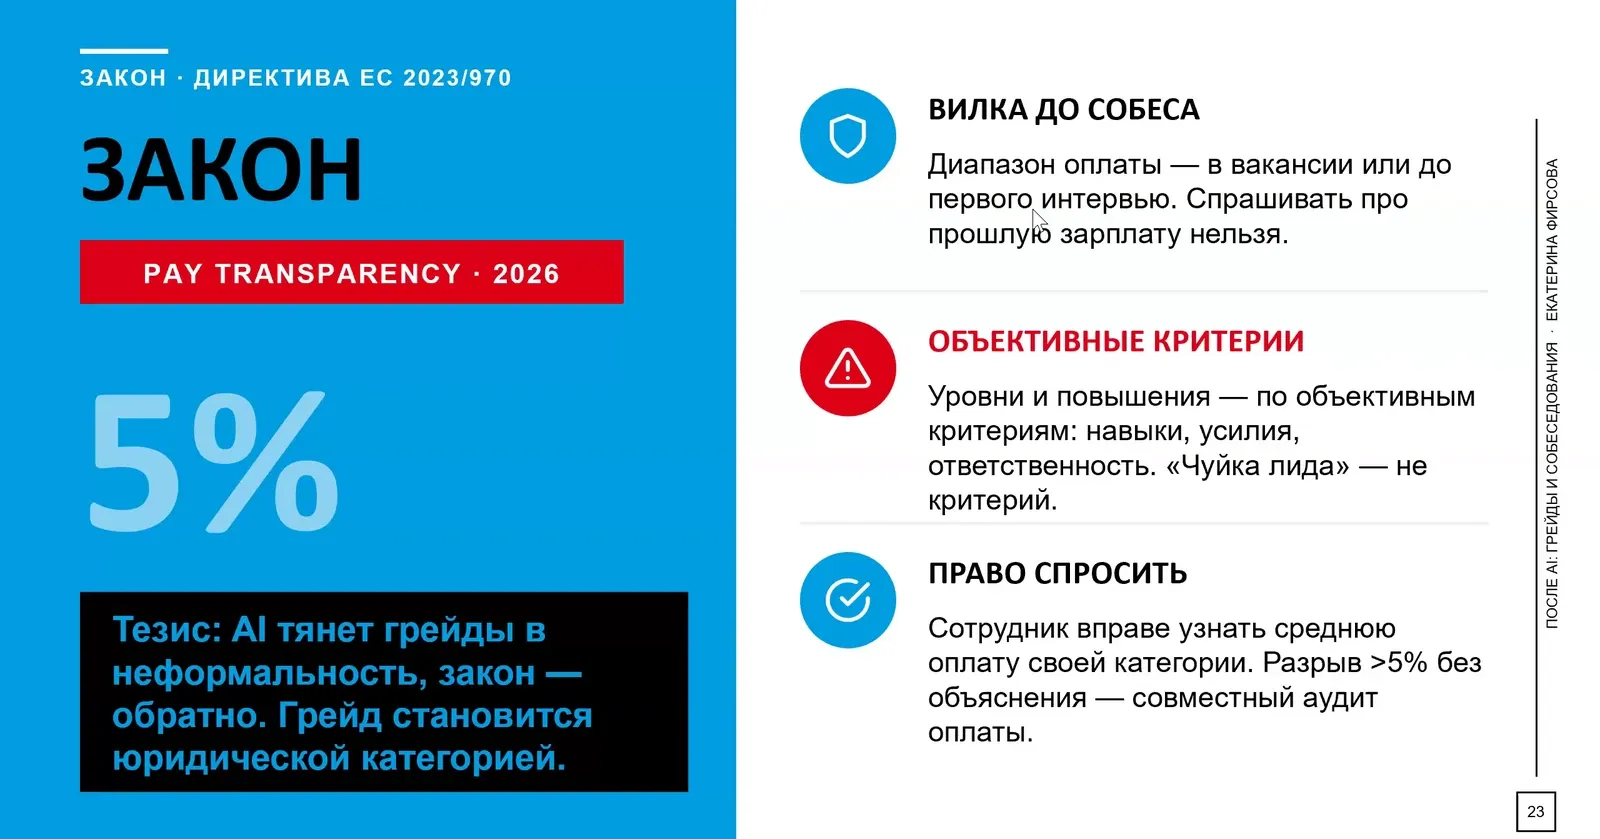 ЗАКОН · ДИРЕКТИВА ЕС 2023/970
ЗАКОН
PAY TRANSPARENCY · 2026
5%
Тезис: AI тянет грейды в
неформальность, закон —
обратно. Грейд становится
юридической категорией.
ВИЛКА ДО СОБЕСА
Диапазон оплаты — в вакансии или до
первого интервью. Спрашивать про
прошлую зарплату нельзя.
ОБЪЕКТИВНЫЕ КРИТЕРИИ
Уровни и повышения — по объективным
критериям: навыки, усилия,
ответственность. «Чуйка лида» — не
критерий.
ПРАВО СПРОСИТЬ
Сотрудник вправе узнать среднюю
оплату своей категории. Разрыв >5% без
объяснения — совместный аудит
оплаты.
ПОСЛЕ AI: ГРЕЙДЫ И СОБЕСЕДОВАНИЯ · ЕКАТЕРИНА ФИРСОВА
23